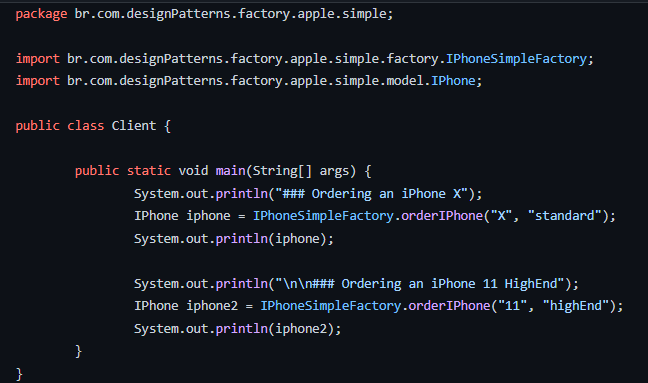 package br.com.designPatterns.factory.apple.simple;
import br.com.designPatterns.factory.apple.simple.factory.IPhoneSimpleFactory;
import br.com.designPatterns.factory.apple.simple.model.IPhone;
public class Client {
public static void main(String[] args) {
System.out.println("### Ordering an iPhone X");
IPhone iphone = IPhoneSimpleFactory.orderIPhone("X", "standard");
System.out.println(iphone);
System.out.println("\n\n### Ordering an iPhone 11 HighEnd");
IPhone iphone2 = IPhoneSimpleFactory.orderIPhone("11", "highEnd");
System.out.println(iphone2);
}
}